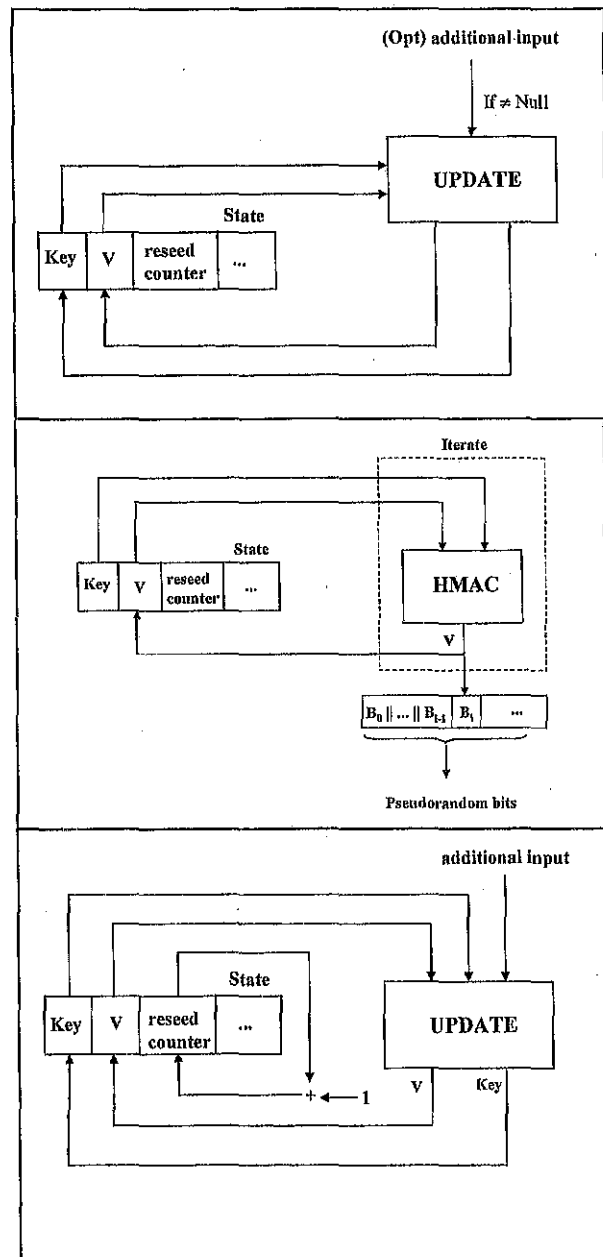 (Opt) additional input
If ≠ Null
UPDATE
State
Key V reseed counter ...
Iterate
State
Key V reseed counter ...
HMAC
V
B₀ || ... || Bᵢ₋₁ Bᵢ ...
Pseudorandom bits
additional input
State
Key V reseed counter ...
UPDATE
V Key
+ 1